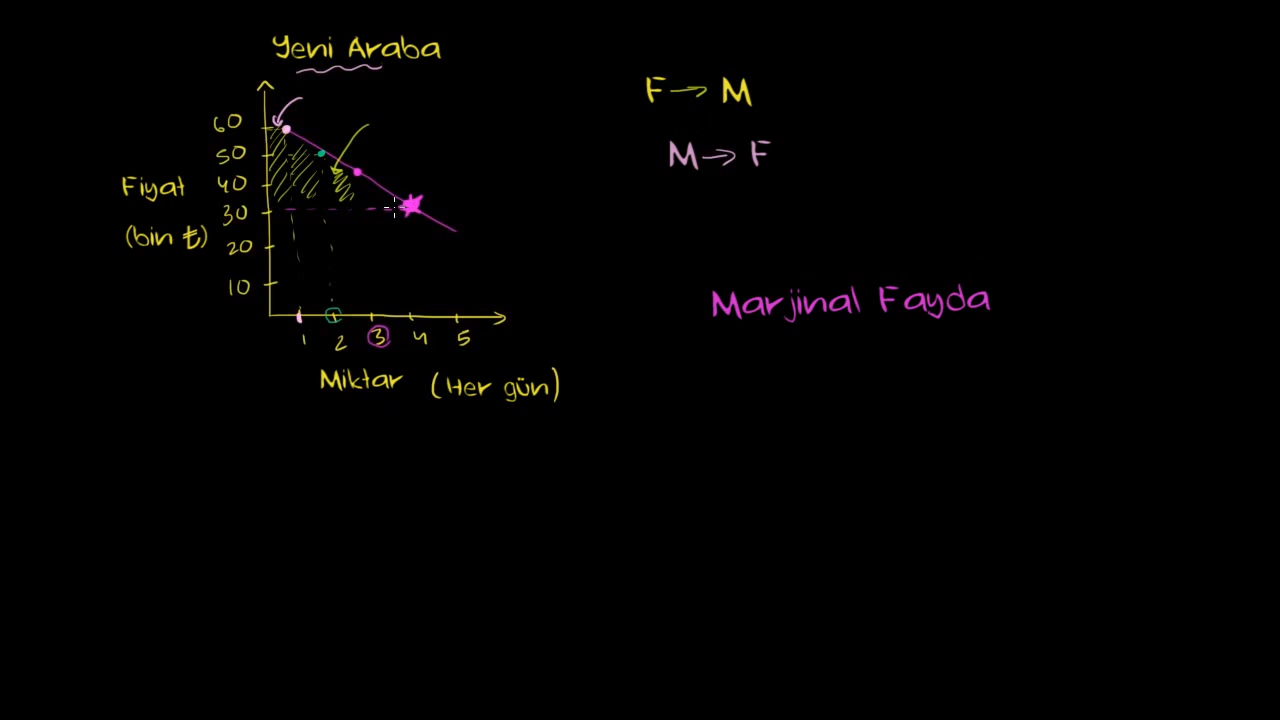 Yeni Araba
F → M
M → F
60
50
40
30
20
10
Fiyat
(bin ₺)
1 2 3 4 5
Miktar (Her gün)
Marjinal Fayda